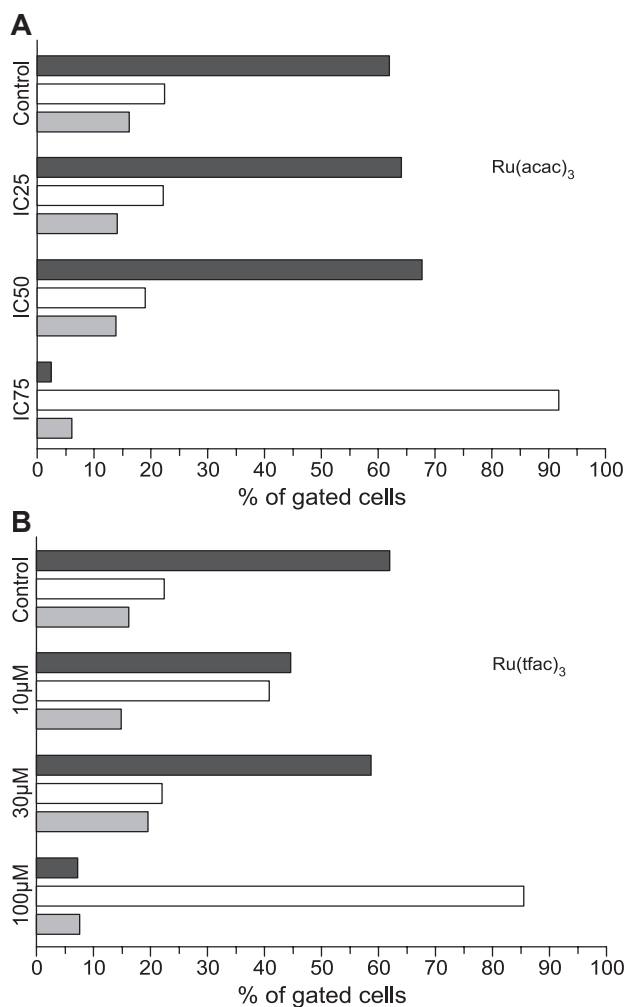 A
Control
IC25
IC50
IC75
Ru(acac)₃
0 10 20 30 40 50 60 70 80 90 100
% of gated cells
B
Control
10μM
30μM
100μM
Ru(tfac)₃
0 10 20 30 40 50 60 70 80 90 100
% of gated cells